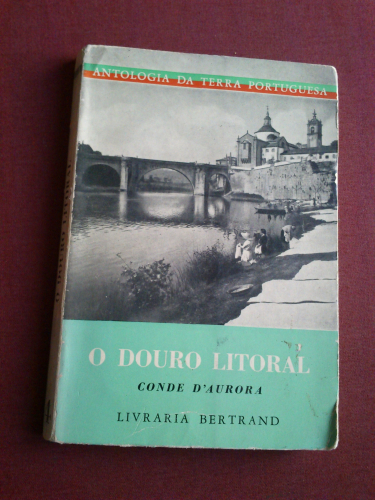 ANTOLOGIA DA TERRA PORTUGUESA
O DOURO LITORAL
CONDE D'AURORA
LIVRARIA BERTRAND